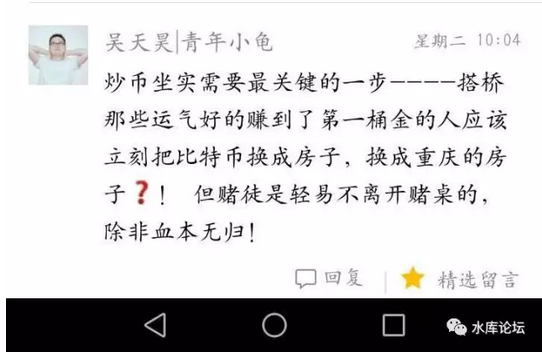 吴天昊|青年小龟
星期二 10:04
炒币坐实需要最关键的一步----搭桥
那些运气好的赚到了第一桶金的人应该
立刻把比特币换成房子，换成重庆的房
子❓！ 但赌徒是轻易不离开赌桌的，
除非血本无归！
回复
精选留言
水库论坛